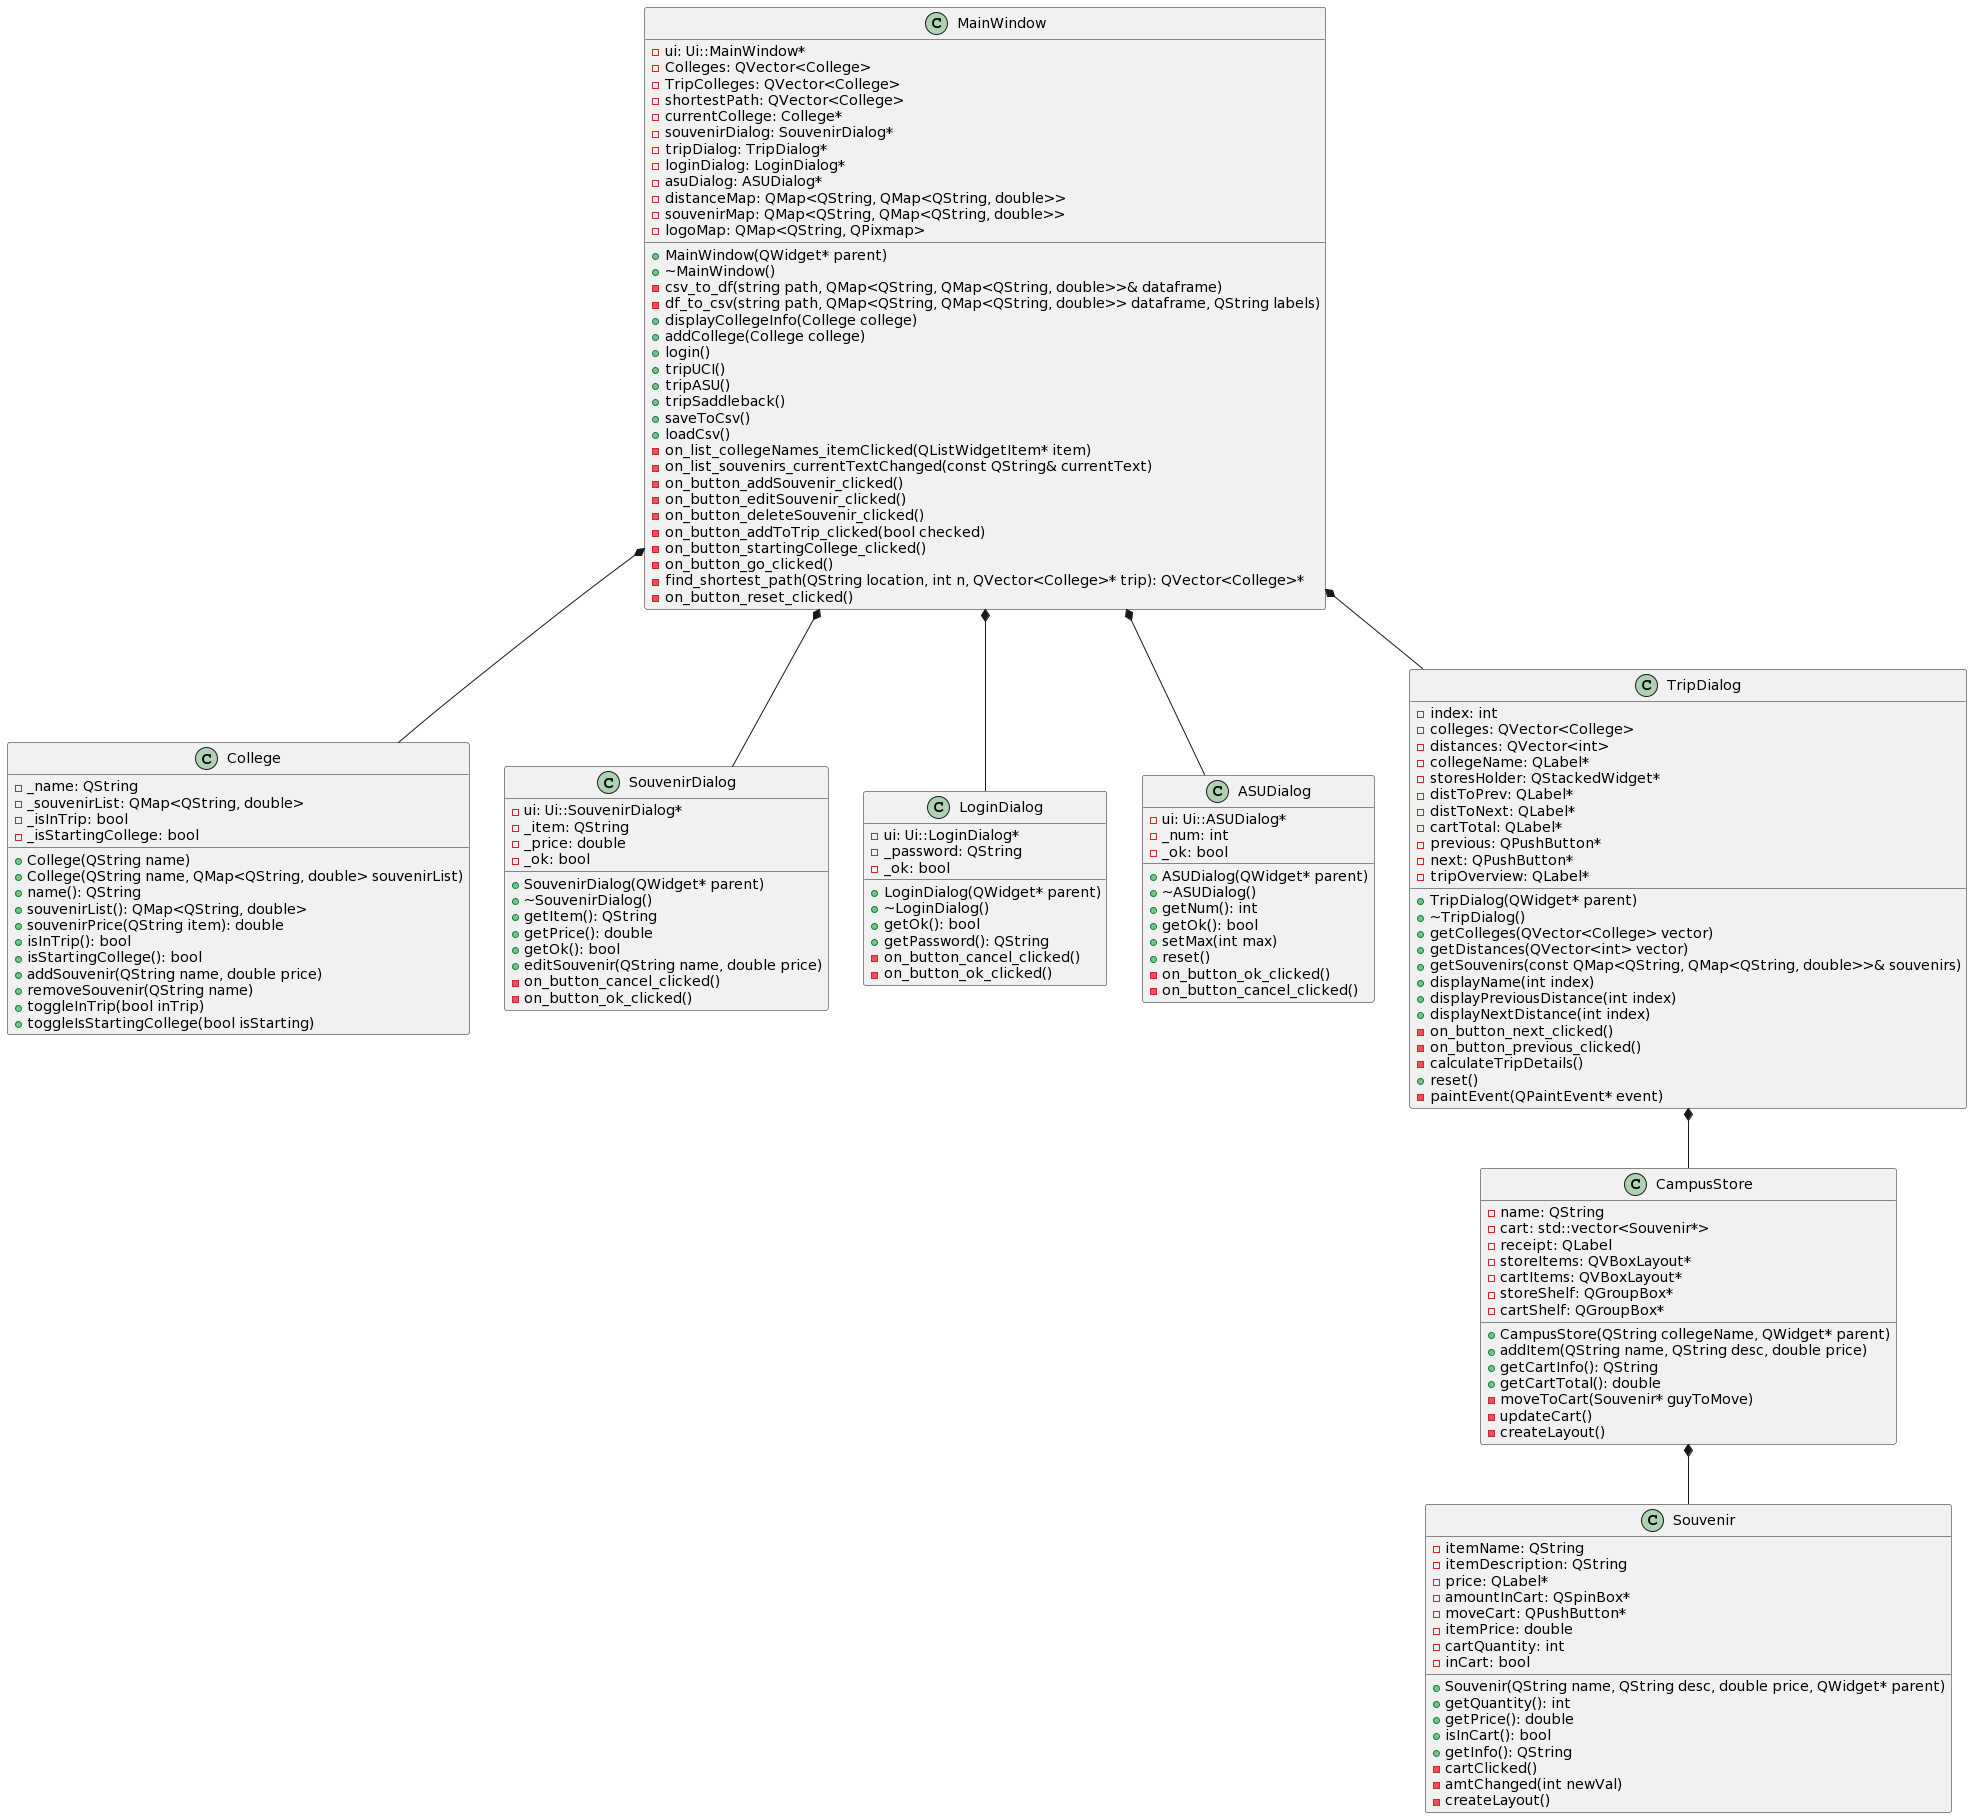 C MainWindow
ui: Ui::MainWindow*
Colleges: QVector<College>
TripColleges: QVector<College>
shortestPath: QVector<College>
currentCollege: College*
souvenirDialog: SouvenirDialog*
tripDialog: TripDialog*
loginDialog: LoginDialog*
asuDialog: ASUDialog*
distanceMap: QMap<QString, QMap<QString, double>>
souvenirMap: QMap<QString, QMap<QString, double>>
logoMap: QMap<QString, QPixmap>
MainWindow(QWidget* parent)
~MainWindow()
csv_to_df(string path, QMap<QString, QMap<QString, double>>& dataframe)
df_to_csv(string path, QMap<QString, QMap<QString, double>> dataframe, QString labels)
displayCollegeInfo(College college)
addCollege(College college)
login()
tripUCI()
tripASU()
tripSaddleback()
saveToCsv()
loadCsv()
on_list_collegeNames_itemClicked(QListWidgetItem* item)
on_list_souvenirs_currentTextChanged(const QString& currentText)
on_button_addSouvenir_clicked()
on_button_editSouvenir_clicked()
on_button_deleteSouvenir_clicked()
on_button_addToTrip_clicked(bool checked)
on_button_startingCollege_clicked()
on_button_go_clicked()
find_shortest_path(QString location, int n, QVector<College>* trip): QVector<College>*
on_button_reset_clicked()
C College
_name: QString
_souvenirList: QMap<QString, double>
_isInTrip: bool
_isStartingCollege: bool
College(QString name)
College(QString name, QMap<QString, double> souvenirList)
name(): QString
souvenirList(): QMap<QString, double>
souvenirPrice(QString item): double
isInTrip(): bool
isStartingCollege(): bool
addSouvenir(QString name, double price)
removeSouvenir(QString name)
toggleInTrip(bool inTrip)
toggleIsStartingCollege(bool isStarting)
C SouvenirDialog
ui: Ui::SouvenirDialog*
_item: QString
_price: double
_ok: bool
SouvenirDialog(QWidget* parent)
~SouvenirDialog()
getItem(): QString
getPrice(): double
getOk(): bool
editSouvenir(QString name, double price)
on_button_cancel_clicked()
on_button_ok_clicked()
C LoginDialog
ui: Ui::LoginDialog*
_password: QString
_ok: bool
LoginDialog(QWidget* parent)
~LoginDialog()
getOk(): bool
getPassword(): QString
on_button_cancel_clicked()
on_button_ok_clicked()
C ASUDialog
ui: Ui::ASUDialog*
_num: int
_ok: bool
ASUDialog(QWidget* parent)
~ASUDialog()
getNum(): int
getOk(): bool
setMax(int max)
reset()
on_button_ok_clicked()
on_button_cancel_clicked()
C TripDialog
index: int
colleges: QVector<College>
distances: QVector<int>
collegeName: QLabel*
storesHolder: QStackedWidget*
distToPrev: QLabel*
distToNext: QLabel*
cartTotal: QLabel*
previous: QPushButton*
next: QPushButton*
tripOverview: QLabel*
TripDialog(QWidget* parent)
~TripDialog()
getColleges(QVector<College> vector)
getDistances(QVector<int> vector)
getSouvenirs(const QMap<QString, QMap<QString, double>>& souvenirs)
displayName(int index)
displayPreviousDistance(int index)
displayNextDistance(int index)
on_button_next_clicked()
on_button_previous_clicked()
calculateTripDetails()
reset()
paintEvent(QPaintEvent* event)
C CampusStore
name: QString
cart: std::vector<Souvenir*>
receipt: QLabel
storeItems: QVBoxLayout*
cartItems: QVBoxLayout*
storeShelf: QGroupBox*
cartShelf: QGroupBox*
CampusStore(QString collegeName, QWidget* parent)
addItem(QString name, QString desc, double price)
getCartInfo(): QString
getCartTotal(): double
moveToCart(Souvenir* guyToMove)
updateCart()
createLayout()
C Souvenir
itemName: QString
itemDescription: QString
price: QLabel*
amountInCart: QSpinBox*
moveCart: QPushButton*
itemPrice: double
cartQuantity: int
inCart: bool
Souvenir(QString name, QString desc, double price, QWidget* parent)
getQuantity(): int
getPrice(): double
isInCart(): bool
getInfo(): QString
cartClicked()
amtChanged(int newVal)
createLayout()